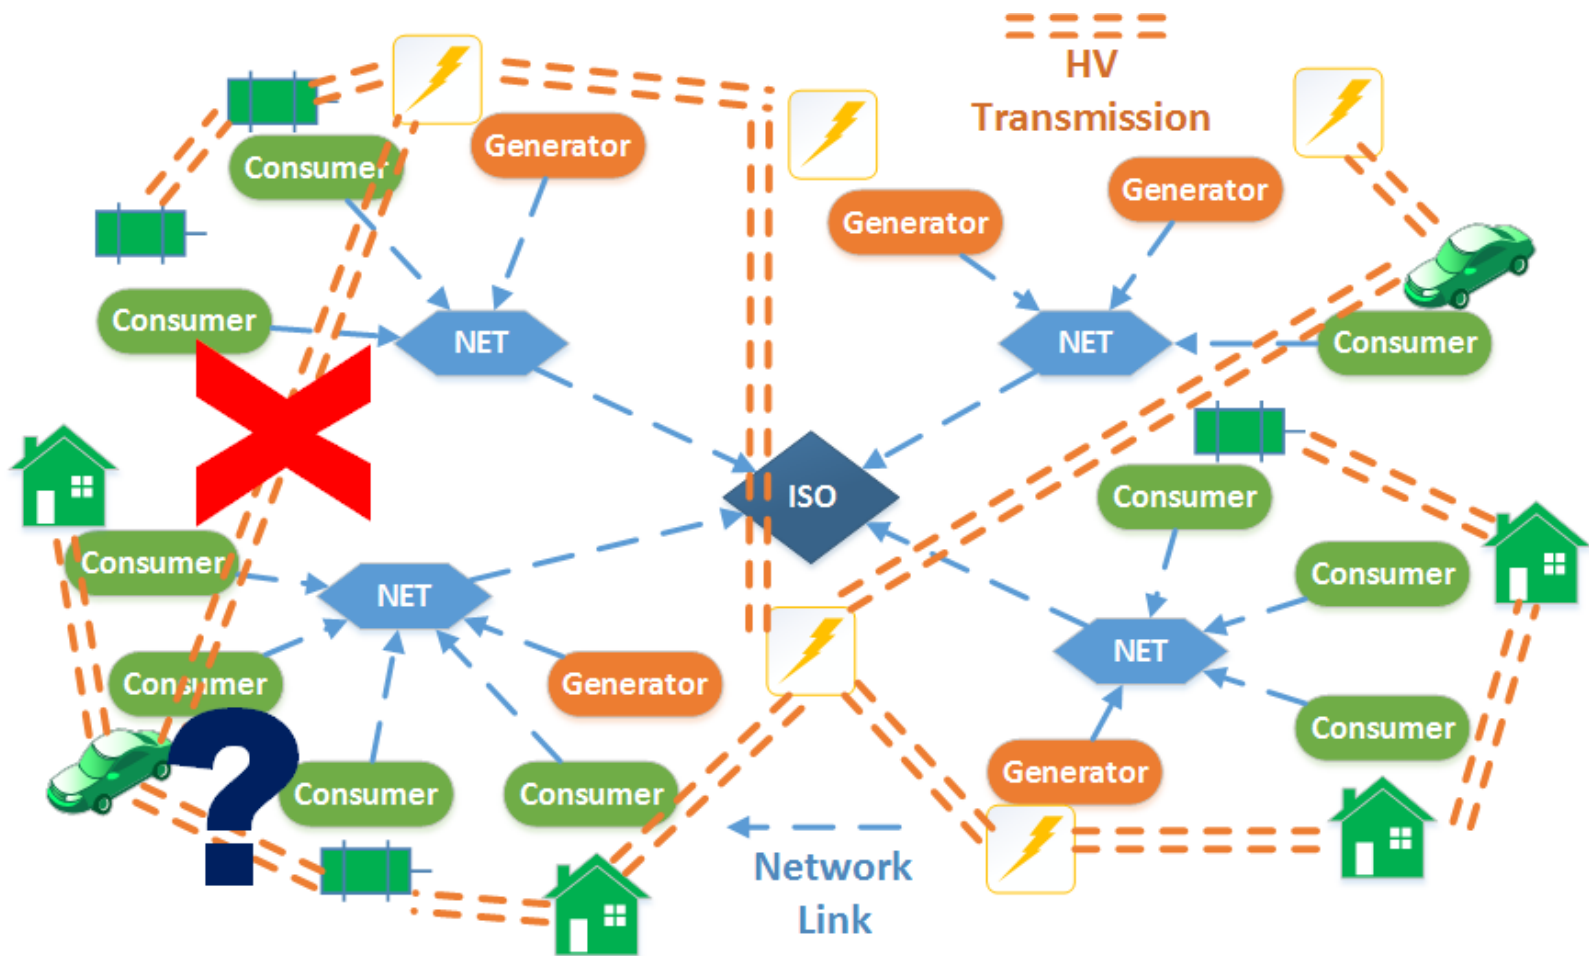 HV
Transmission
Generator
Consumer
Generator
Generator
Consumer
NET
NET
Consumer
ISO
Consumer
Consumer
Consumer
NET
NET
Consumer
Generator
Consumer
Generator
Consumer
Consumer
Network
Link
?